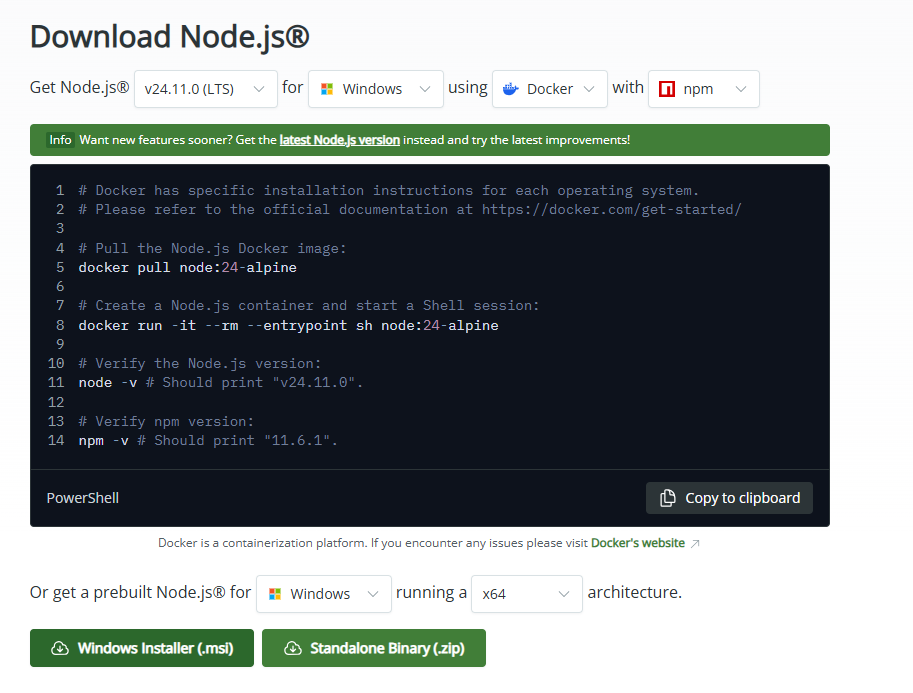 Download Node.js®
Get Node.js® v24.11.0 (LTS) for Windows using Docker with npm
Info Want new features sooner? Get the latest Node.js version instead and try the latest improvements!
1 # Docker has specific installation instructions for each operating system.
2 # Please refer to the official documentation at https://docker.com/get-started/
3
4 # Pull the Node.js Docker image:
5 docker pull node:24-alpine
6
7 # Create a Node.js container and start a Shell session:
8 docker run -it --rm --entrypoint sh node:24-alpine
9
10 # Verify the Node.js version:
11 node -v # Should print "v24.11.0".
12
13 # Verify npm version:
14 npm -v # Should print "11.6.1".
PowerShell Copy to clipboard
Docker is a containerization platform. If you encounter any issues please visit Docker's website
Or get a prebuilt Node.js® for Windows running a x64 architecture.
Windows Installer (.msi) Standalone Binary (.zip)